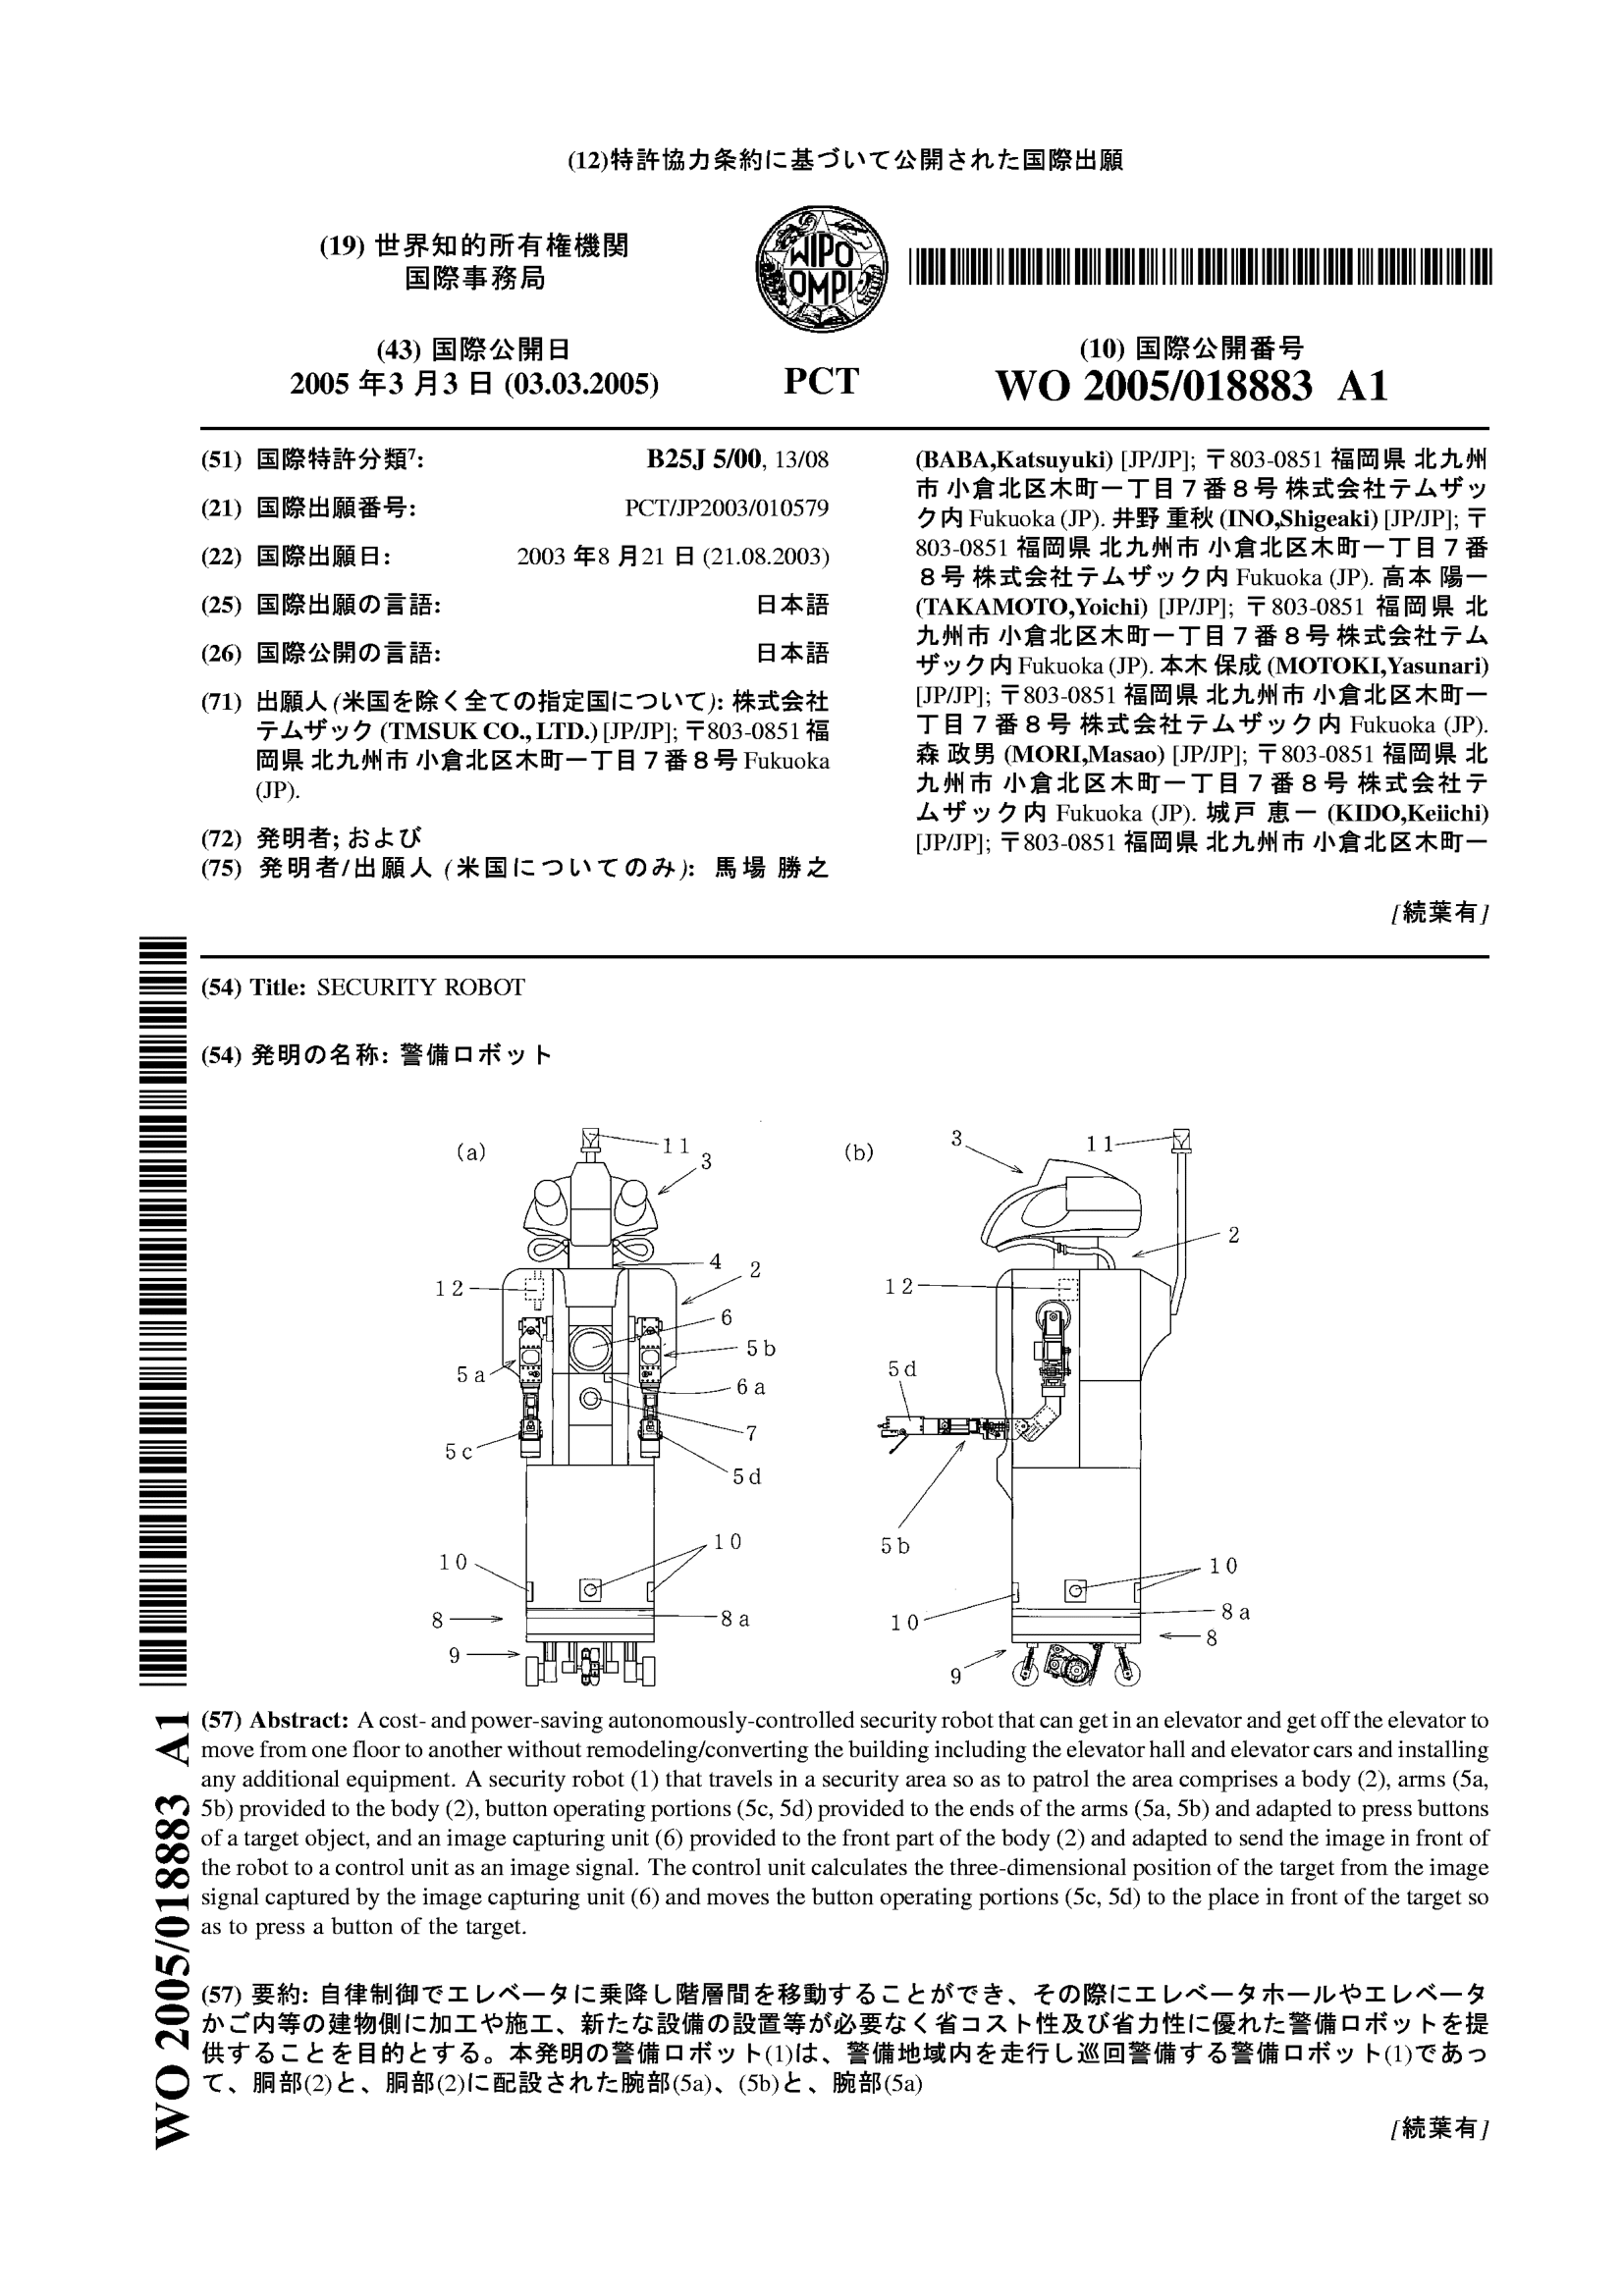 (12)特許協力条約に基づいて公開された国際出願
(19) 世界知的所有権機関
国際事務局
WIPO
OMPI
(43) 国際公開日
2005 年3 月3 日 (03.03.2005)
PCT
(10) 国際公開番号
WO 2005/018883 A1
(51) 国際特許分類7: B25J 5/00, 13/08
(21) 国際出願番号: PCT/JP2003/010579
(22) 国際出願日: 2003 年8 月21 日 (21.08.2003)
(25) 国際出願の言語: 日本語
(26) 国際公開の言語: 日本語
(71) 出願人 (米国を除く全ての指定国について): 株式会社
テムザック (TMSUK CO., LTD.) [JP/JP]; 〒803-0851 福
岡県 北九州市 小倉北区木町一丁目7番8号 Fukuoka
(JP).
(72) 発明者; および
(75) 発明者/出願人 (米国についてのみ): 馬場 勝之
(BABA,Katsuyuki) [JP/JP]; 〒803-0851 福岡県 北九州
市 小倉北区木町一丁目7番8号 株式会社テムザッ
ク内 Fukuoka (JP). 井野 重秋 (INO,Shigeaki) [JP/JP]; 〒
803-0851 福岡県 北九州市 小倉北区木町一丁目7番
8号 株式会社テムザック内 Fukuoka (JP). 高本 陽一
(TAKAMOTO,Yoichi) [JP/JP]; 〒803-0851 福岡県 北
九州市 小倉北区木町一丁目7番8号 株式会社テム
ザック内 Fukuoka (JP). 本木 保成 (MOTOKI,Yasunari)
[JP/JP]; 〒803-0851 福岡県 北九州市 小倉北区木町一
丁目7番8号 株式会社テムザック内 Fukuoka (JP).
森 政男 (MORI,Masao) [JP/JP]; 〒803-0851 福岡県 北
九州市 小倉北区木町一丁目7番8号 株式会社テ
ムザック内 Fukuoka (JP). 城戸 恵一 (KIDO,Keiichi)
[JP/JP]; 〒803-0851 福岡県 北九州市 小倉北区木町一
[続葉有]
(54) Title: SECURITY ROBOT
(54) 発明の名称: 警備ロボット
(a)
11
3
4
2
12
6
5b
5a
6a
7
5c
5d
10
10
8
8a
9
(b)
3
11
2
12
5d
5b
10
10
8a
8
9
(57) Abstract: A cost- and power-saving autonomously-controlled security robot that can get in an elevator and get off the elevator to
move from one floor to another without remodeling/converting the building including the elevator hall and elevator cars and installing
any additional equipment. A security robot (1) that travels in a security area so as to patrol the area comprises a body (2), arms (5a,
5b) provided to the body (2), button operating portions (5c, 5d) provided to the ends of the arms (5a, 5b) and adapted to press buttons
of a target object, and an image capturing unit (6) provided to the front part of the body (2) and adapted to send the image in front of
the robot to a control unit as an image signal. The control unit calculates the three-dimensional position of the target from the image
signal captured by the image capturing unit (6) and moves the button operating portions (5c, 5d) to the place in front of the target so
as to press a button of the target.
(57) 要約: 自律制御でエレベータに乗降し階層間を移動することができ、その際にエレベータホールやエレベータ
かご内等の建物側に加工や施工、新たな設備の設置等が必要なく省コスト性及び省力性に優れた警備ロボットを提
供することを目的とする。本発明の警備ロボット(1)は、警備地域内を走行し巡回警備する警備ロボット(1)であっ
て、胴部(2)と、胴部(2)に配設された腕部(5a)、(5b)と、腕部(5a)
[続葉有]
WO 2005/018883 A1